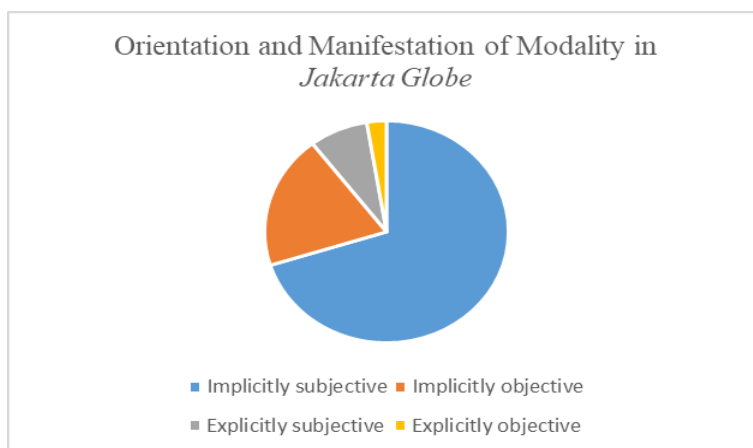 Orientation and Manifestation of Modality in
Jakarta Globe
Implicitly subjective
Implicitly objective
Explicitly subjective
Explicitly objective